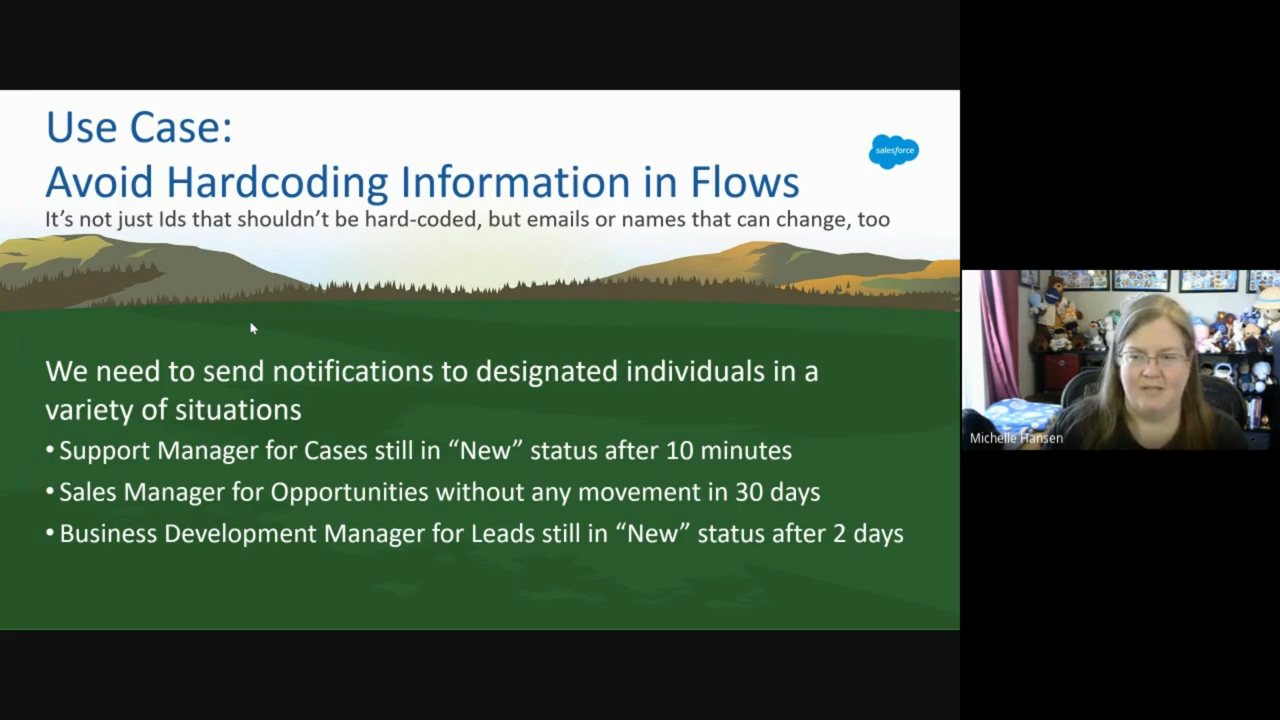 Use Case:
Avoid Hardcoding Information in Flows
It’s not just Ids that shouldn’t be hard-coded, but emails or names that can change, too
salesforce
We need to send notifications to designated individuals in a
variety of situations
• Support Manager for Cases still in “New” status after 10 minutes
• Sales Manager for Opportunities without any movement in 30 days
• Business Development Manager for Leads still in “New” status after 2 days
Michelle Hansen